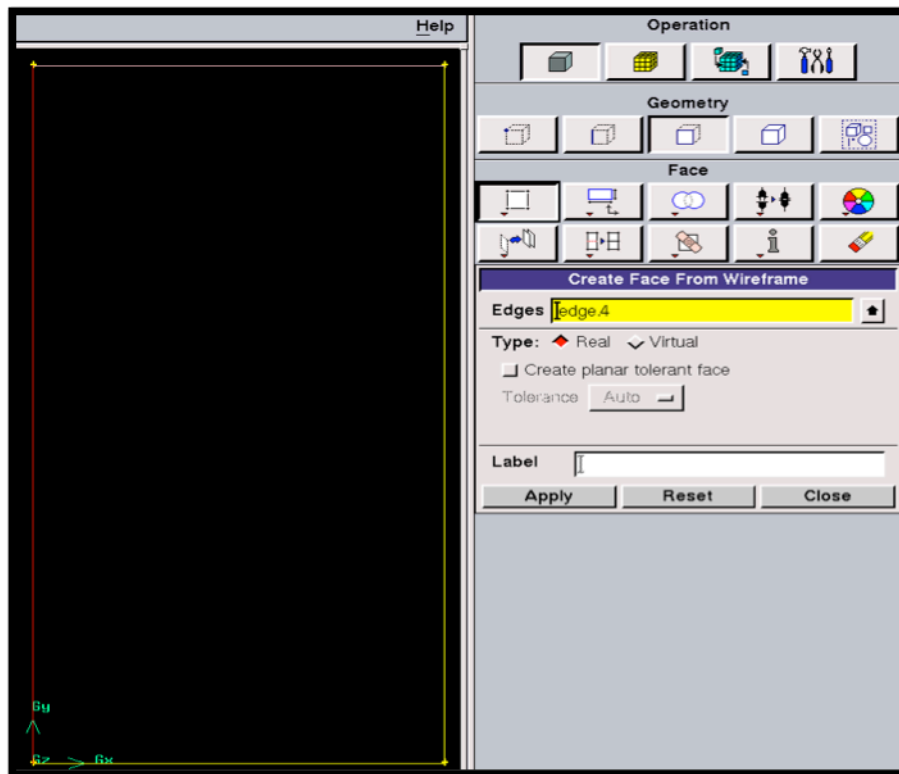 Help
Operation
Geometry
Face
Create Face From Wireframe
Edges edge.4
Type: Real Virtual
Create planar tolerant face
Tolerance Auto
Label
Apply Reset Close
Gy
Gz Gx